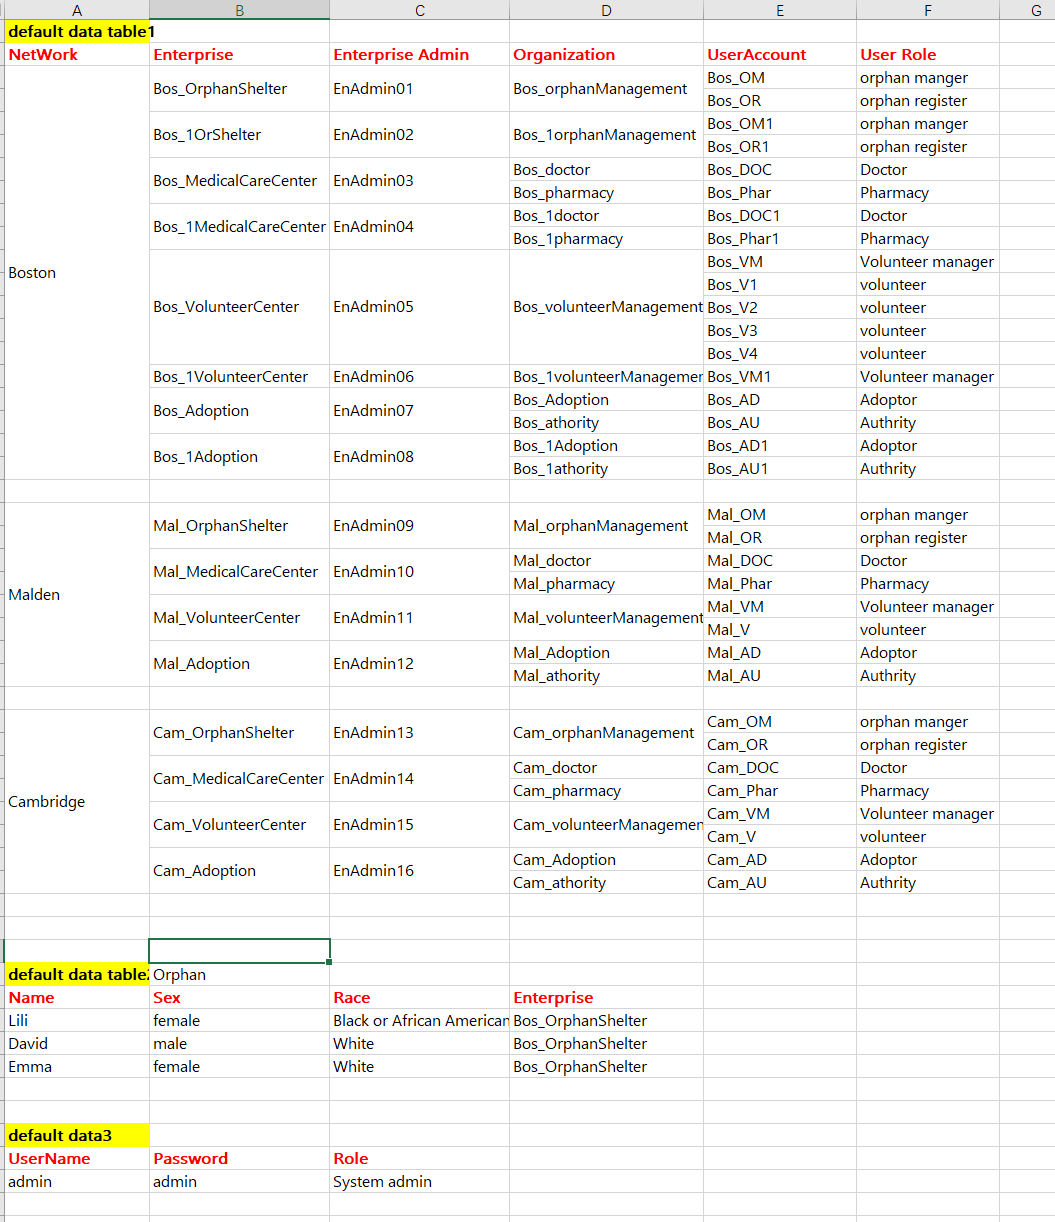 A B C D E F G
default data table1
NetWork Enterprise Enterprise Admin Organization UserAccount User Role
Boston Bos_OrphanShelter EnAdmin01 Bos_orphanManagement Bos_OM orphan manger
Bos_OR orphan register
Bos_1OrShelter EnAdmin02 Bos_1orphanManagement Bos_OM1 orphan manger
Bos_OR1 orphan register
Bos_MedicalCareCenter EnAdmin03 Bos_doctor Bos_DOC Doctor
Bos_pharmacy Bos_Phar Pharmacy
Bos_1MedicalCareCenter EnAdmin04 Bos_1doctor Bos_DOC1 Doctor
Bos_1pharmacy Bos_Phar1 Pharmacy
Bos_VolunteerCenter EnAdmin05 Bos_volunteerManagement Bos_VM Volunteer manager
Bos_V1 volunteer
Bos_V2 volunteer
Bos_V3 volunteer
Bos_V4 volunteer
Bos_1VolunteerCenter EnAdmin06 Bos_1volunteerManagemer Bos_VM1 Volunteer manager
Bos_Adoption EnAdmin07 Bos_Adoption Bos_AD Adoptor
Bos_athority Bos_AU Authrity
Bos_1Adoption EnAdmin08 Bos_1Adoption Bos_AD1 Adoptor
Bos_1athority Bos_AU1 Authrity
Malden Mal_OrphanShelter EnAdmin09 Mal_orphanManagement Mal_OM orphan manger
Mal_OR orphan register
Mal_MedicalCareCenter EnAdmin10 Mal_doctor Mal_DOC Doctor
Mal_pharmacy Mal_Phar Pharmacy
Mal_VolunteerCenter EnAdmin11 Mal_volunteerManagement Mal_VM Volunteer manager
Mal_V volunteer
Mal_Adoption EnAdmin12 Mal_Adoption Mal_AD Adoptor
Mal_athority Mal_AU Authrity
Cambridge Cam_OrphanShelter EnAdmin13 Cam_orphanManagement Cam_OM orphan manger
Cam_OR orphan register
Cam_MedicalCareCenter EnAdmin14 Cam_doctor Cam_DOC Doctor
Cam_pharmacy Cam_Phar Pharmacy
Cam_VolunteerCenter EnAdmin15 Cam_volunteerManagemen Cam_VM Volunteer manager
Cam_V volunteer
Cam_Adoption EnAdmin16 Cam_Adoption Cam_AD Adoptor
Cam_athority Cam_AU Authrity
default data table2 Orphan
Name Sex Race Enterprise
Lili female Black or African American Bos_OrphanShelter
David male White Bos_OrphanShelter
Emma female White Bos_OrphanShelter
default data3
UserName Password Role
admin admin System admin